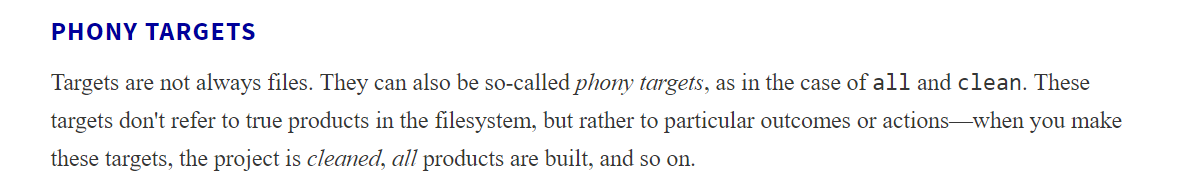 PHONY TARGETS
Targets are not always files. They can also be so-called phony targets, as in the case of all and clean. These
targets don't refer to true products in the filesystem, but rather to particular outcomes or actions—when you make
these targets, the project is cleaned, all products are built, and so on.